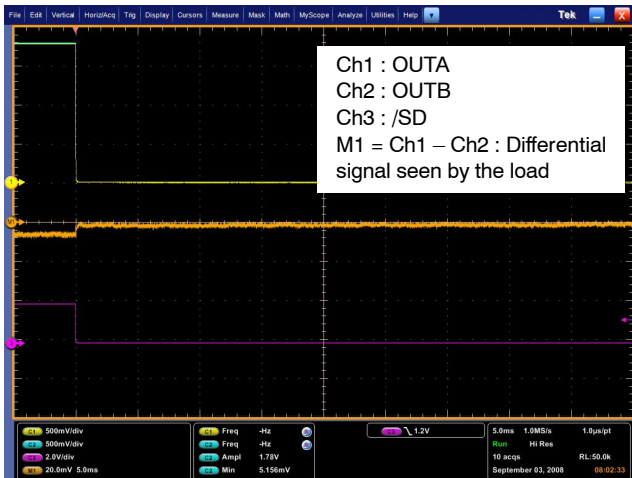 File Edit Vertical Horiz/Acq Trig Display Cursors Measure Mask Math MyScope Analyze Utilities Help Tek
Ch1 : OUTA
Ch2 : OUTB
Ch3 : /SD
M1 = Ch1 – Ch2 : Differential
signal seen by the load
1
M1
3
C1 500mV/div
C2 500mV/div
C3 2.0V/div
M1 20.0mV 5.0ms
C1 Freq -Hz
C2 Freq -Hz
C2 Ampl 1.78V
C2 Min 5.156mV
C3 1.2V
5.0ms 1.0MS/s 1.0µs/pt
Run Hi Res
10 acqs RL:50.0k
September 03, 2008 08:02:33